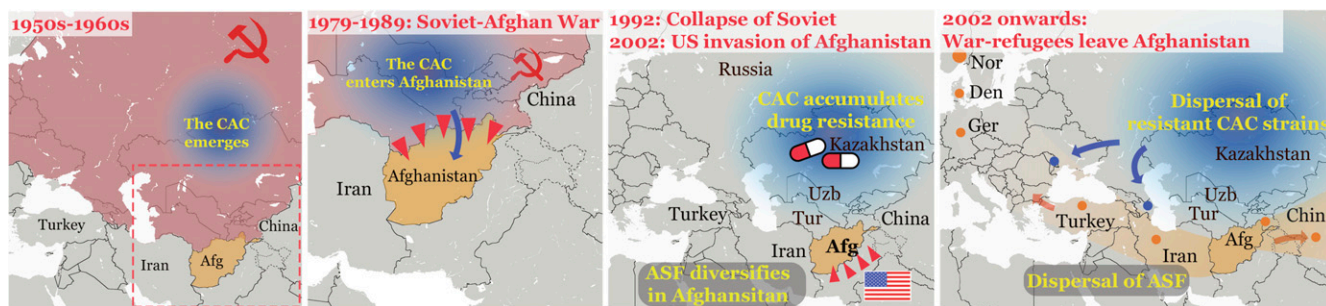 1950s-1960s
The CAC
emerges
Turkey
Iran
Afg
China
1979-1989: Soviet-Afghan War
The CAC
enters Afghanistan
China
Iran
Afghanistan
1992: Collapse of Soviet
2002: US invasion of Afghanistan
Russia
CAC accumulates
drug resistance
Kazakhstan
Uzb
Tur
Turkey
China
Iran
Afg
ASF diversifies
in Afghansitan
2002 onwards:
War-refugees leave Afghanistan
Nor
Den
Ger
Dispersal of
resistant CAC strains
Kazakhstan
Uzb
Tur
Turkey
China
Afg
Iran
Dispersal of ASF